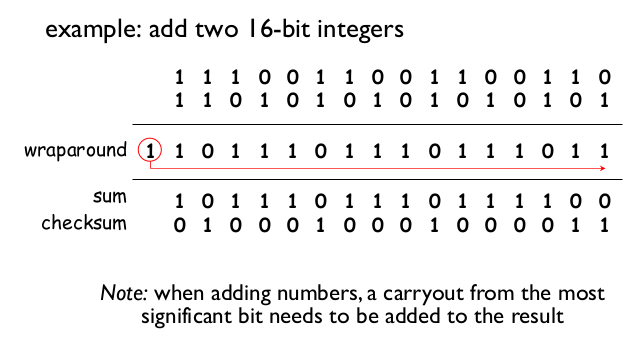 example: add two 16-bit integers
1 1 1 0 0 1 1 0 0 1 1 0 0 1 1 0
1 1 0 1 0 1 0 1 0 1 0 1 0 1 0 1
wraparound 1 1 0 1 1 1 0 1 1 1 0 1 1 1 0 1 1
sum 1 0 1 1 1 0 1 1 1 0 1 1 1 1 0 0
checksum 0 1 0 0 0 1 0 0 0 1 0 0 0 0 1 1
Note: when adding numbers, a carryout from the most
significant bit needs to be added to the result